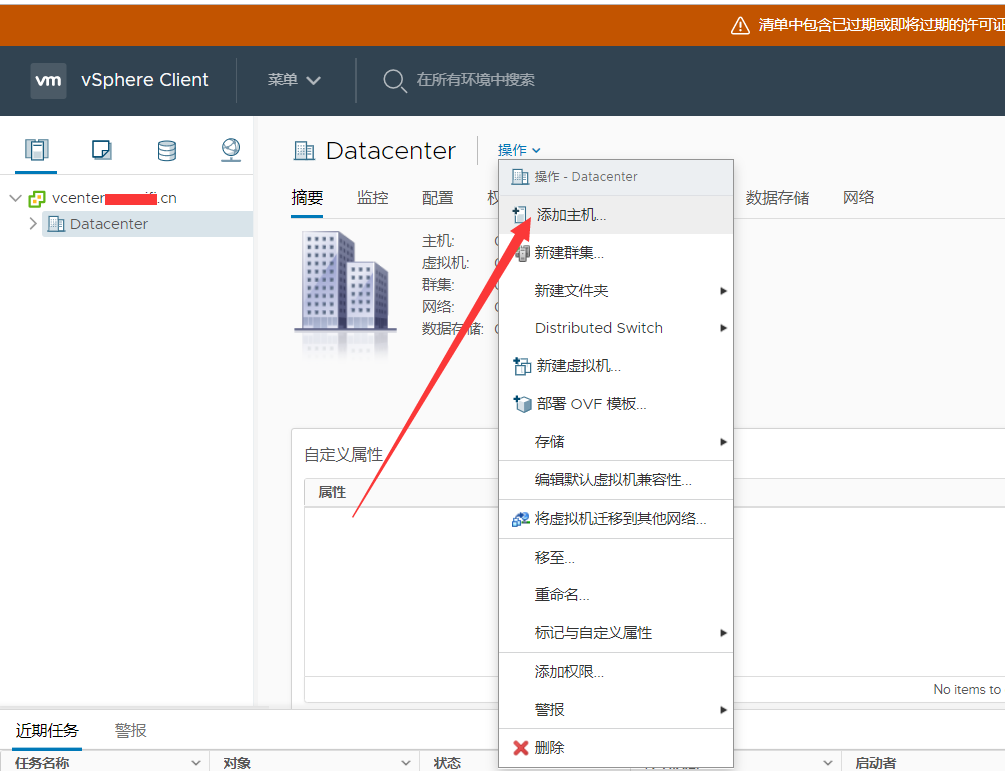 清单中包含已过期或即将过期的许可证
vm vSphere Client 菜单 在所有环境中搜索
Datacenter 操作
vcenter
.cn
Datacenter
操作 - Datacenter
摘要 监控 配置 数据存储 网络
添加主机...
主机:
新建群集...
虚拟机:
群集:
新建文件夹
网络:
数据存储:
Distributed Switch
新建虚拟机...
部署 OVF 模板...
存储
自定义属性
编辑默认虚拟机兼容性...
属性
将虚拟机迁移到其他网络...
移至...
重命名...
标记与自定义属性
添加权限...
No items to
警报
近期任务 警报
删除
任务名称 对象 状态 启动者